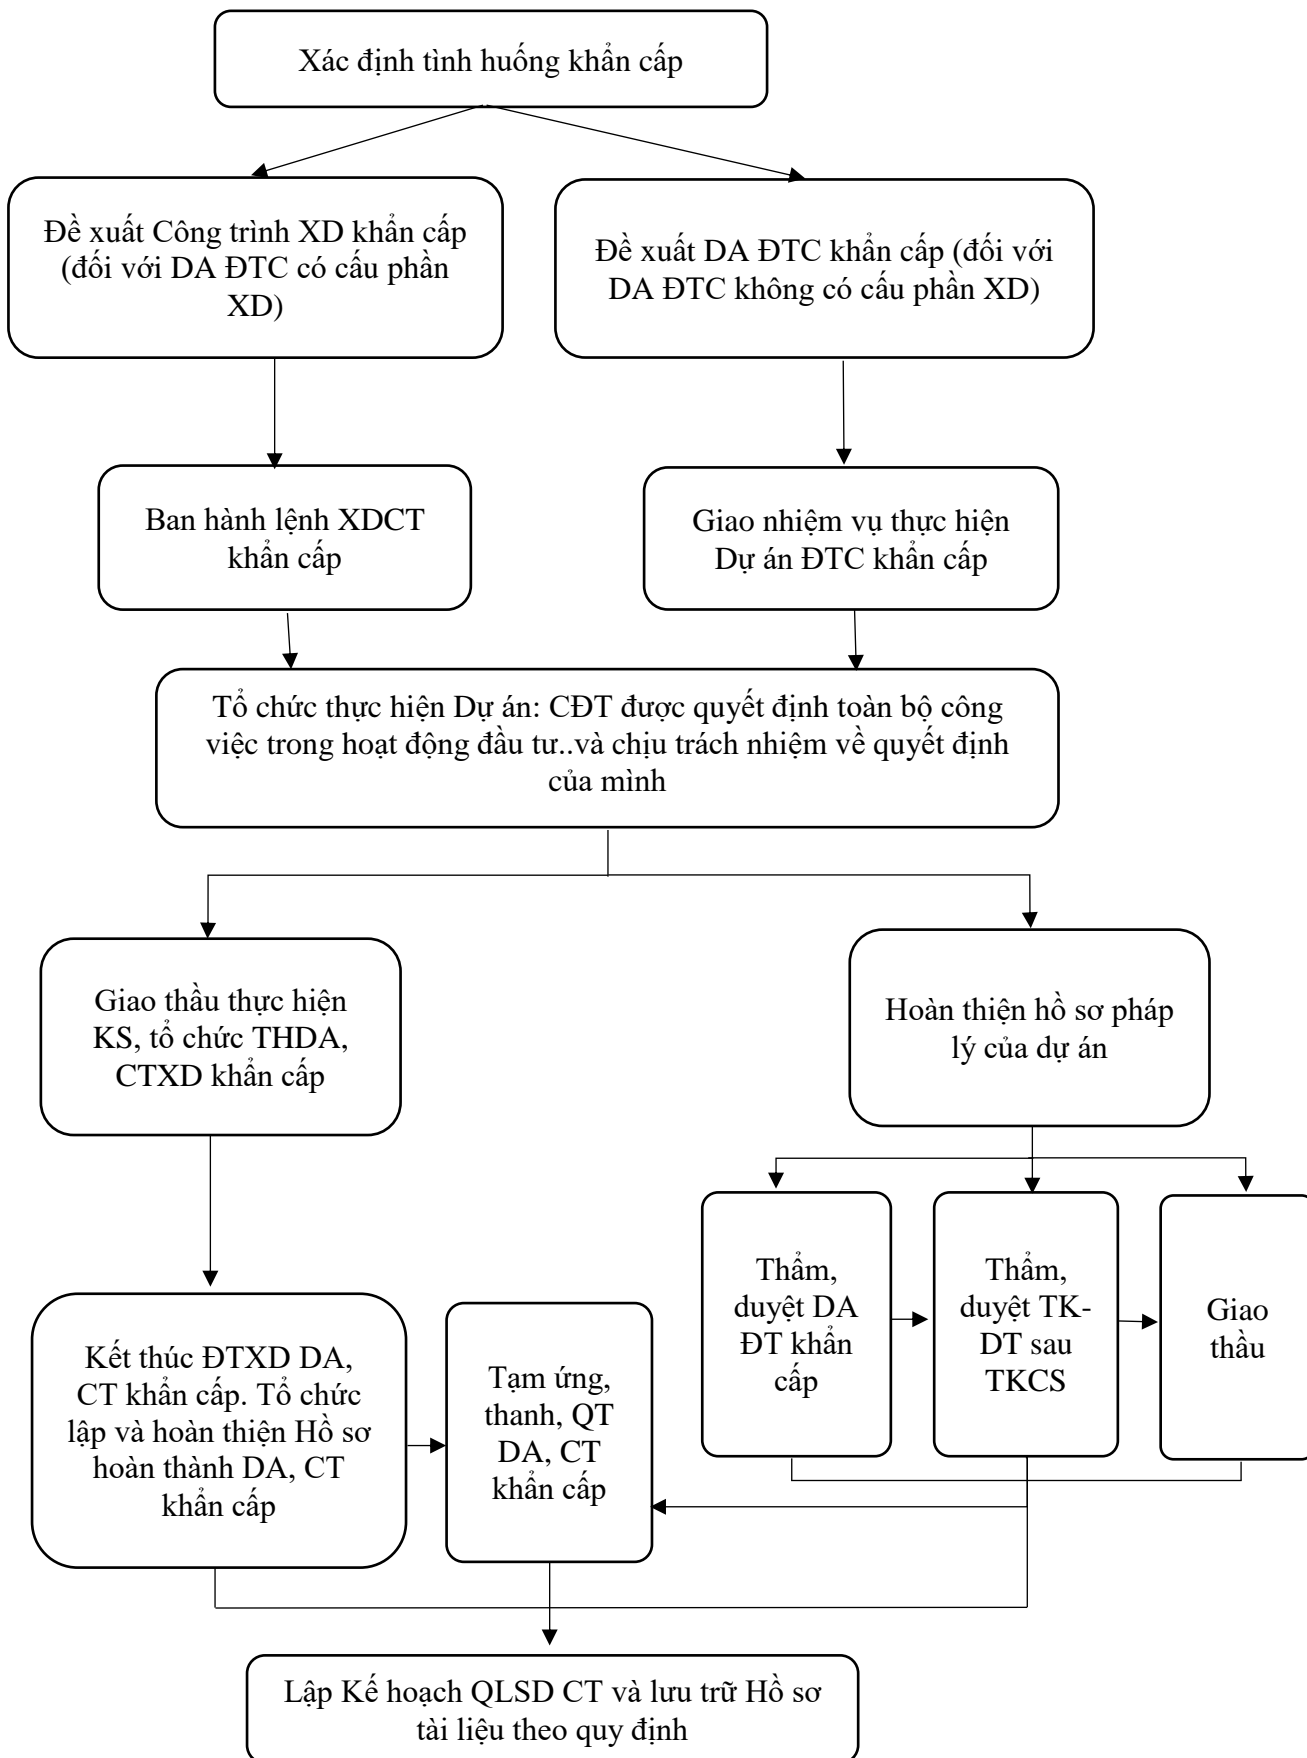 Xác định tình huống khẩn cấp
Đề xuất Công trình XD khẩn cấp
(đối với DA ĐTC có cấu phần
XD)
Đề xuất DA ĐTC khẩn cấp (đối với
DA ĐTC không có cấu phần XD)
Ban hành lệnh XDCT
khẩn cấp
Giao nhiệm vụ thực hiện
Dự án ĐTC khẩn cấp
Tổ chức thực hiện Dự án: CĐT được quyết định toàn bộ công
việc trong hoạt động đầu tư..và chịu trách nhiệm về quyết định
của mình
Giao thầu thực hiện
KS, tổ chức THDA,
CTXD khẩn cấp
Hoàn thiện hồ sơ pháp
lý của dự án
Thẩm,
duyệt DA
ĐT khẩn
cấp
Thẩm,
duyệt TK-
DT sau
TKCS
Giao
thầu
Kết thúc ĐTXD DA,
CT khẩn cấp. Tổ chức
lập và hoàn thiện Hồ sơ
hoàn thành DA, CT
khẩn cấp
Tạm ứng,
thanh, QT
DA, CT
khẩn cấp
Lập Kế hoạch QLSD CT và lưu trữ Hồ sơ
tài liệu theo quy định